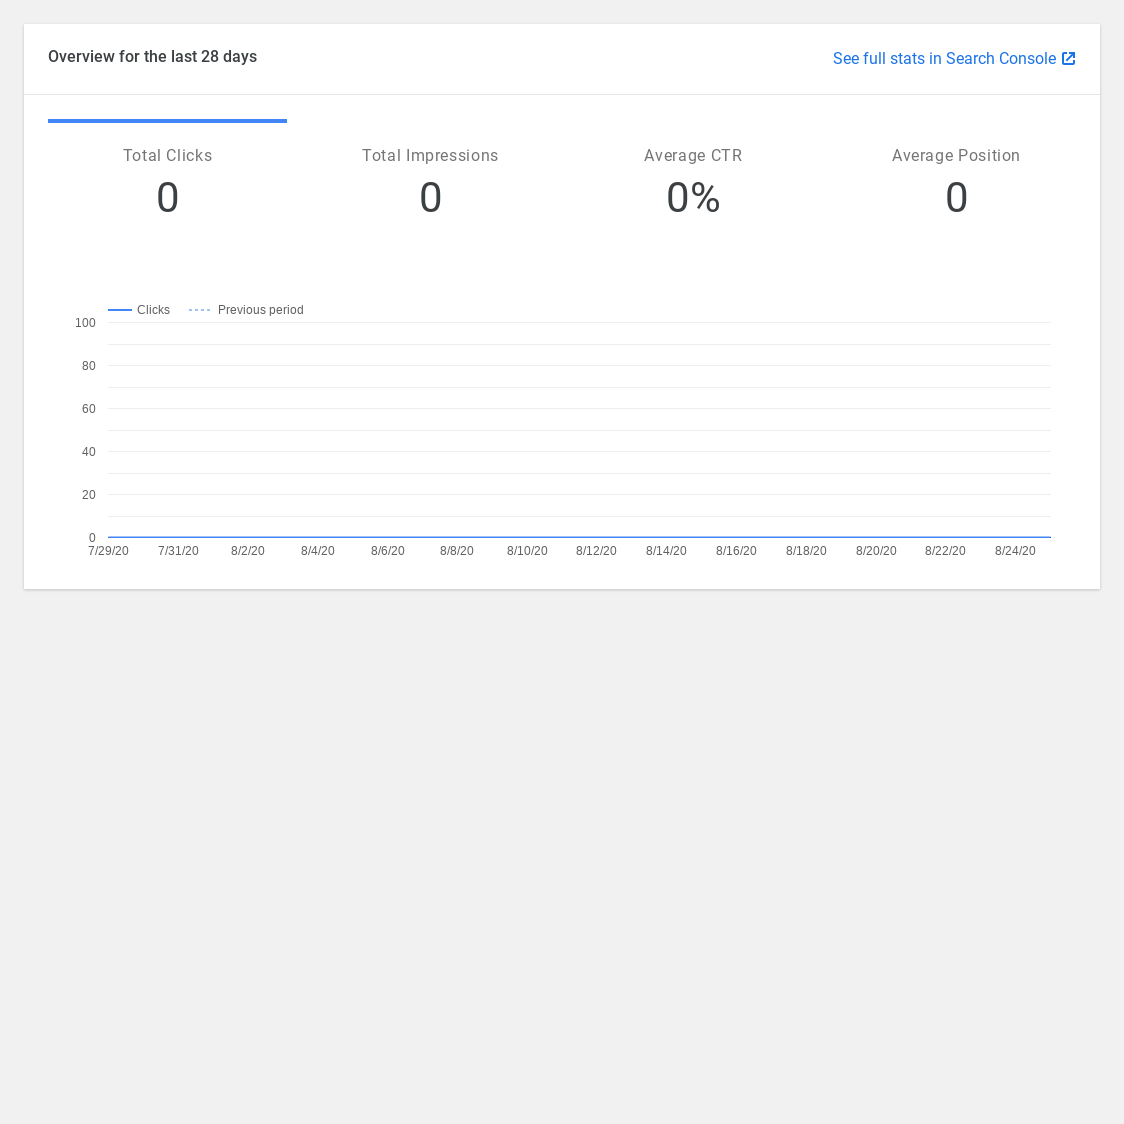 Overview for the last 28 days
See full stats in Search Console
Total Clicks
0
Total Impressions
0
Average CTR
0%
Average Position
0
Clicks
Previous period
100
80
60
40
20
0
7/29/20 7/31/20 8/2/20 8/4/20 8/6/20 8/8/20 8/10/20 8/12/20 8/14/20 8/16/20 8/18/20 8/20/20 8/22/20 8/24/20